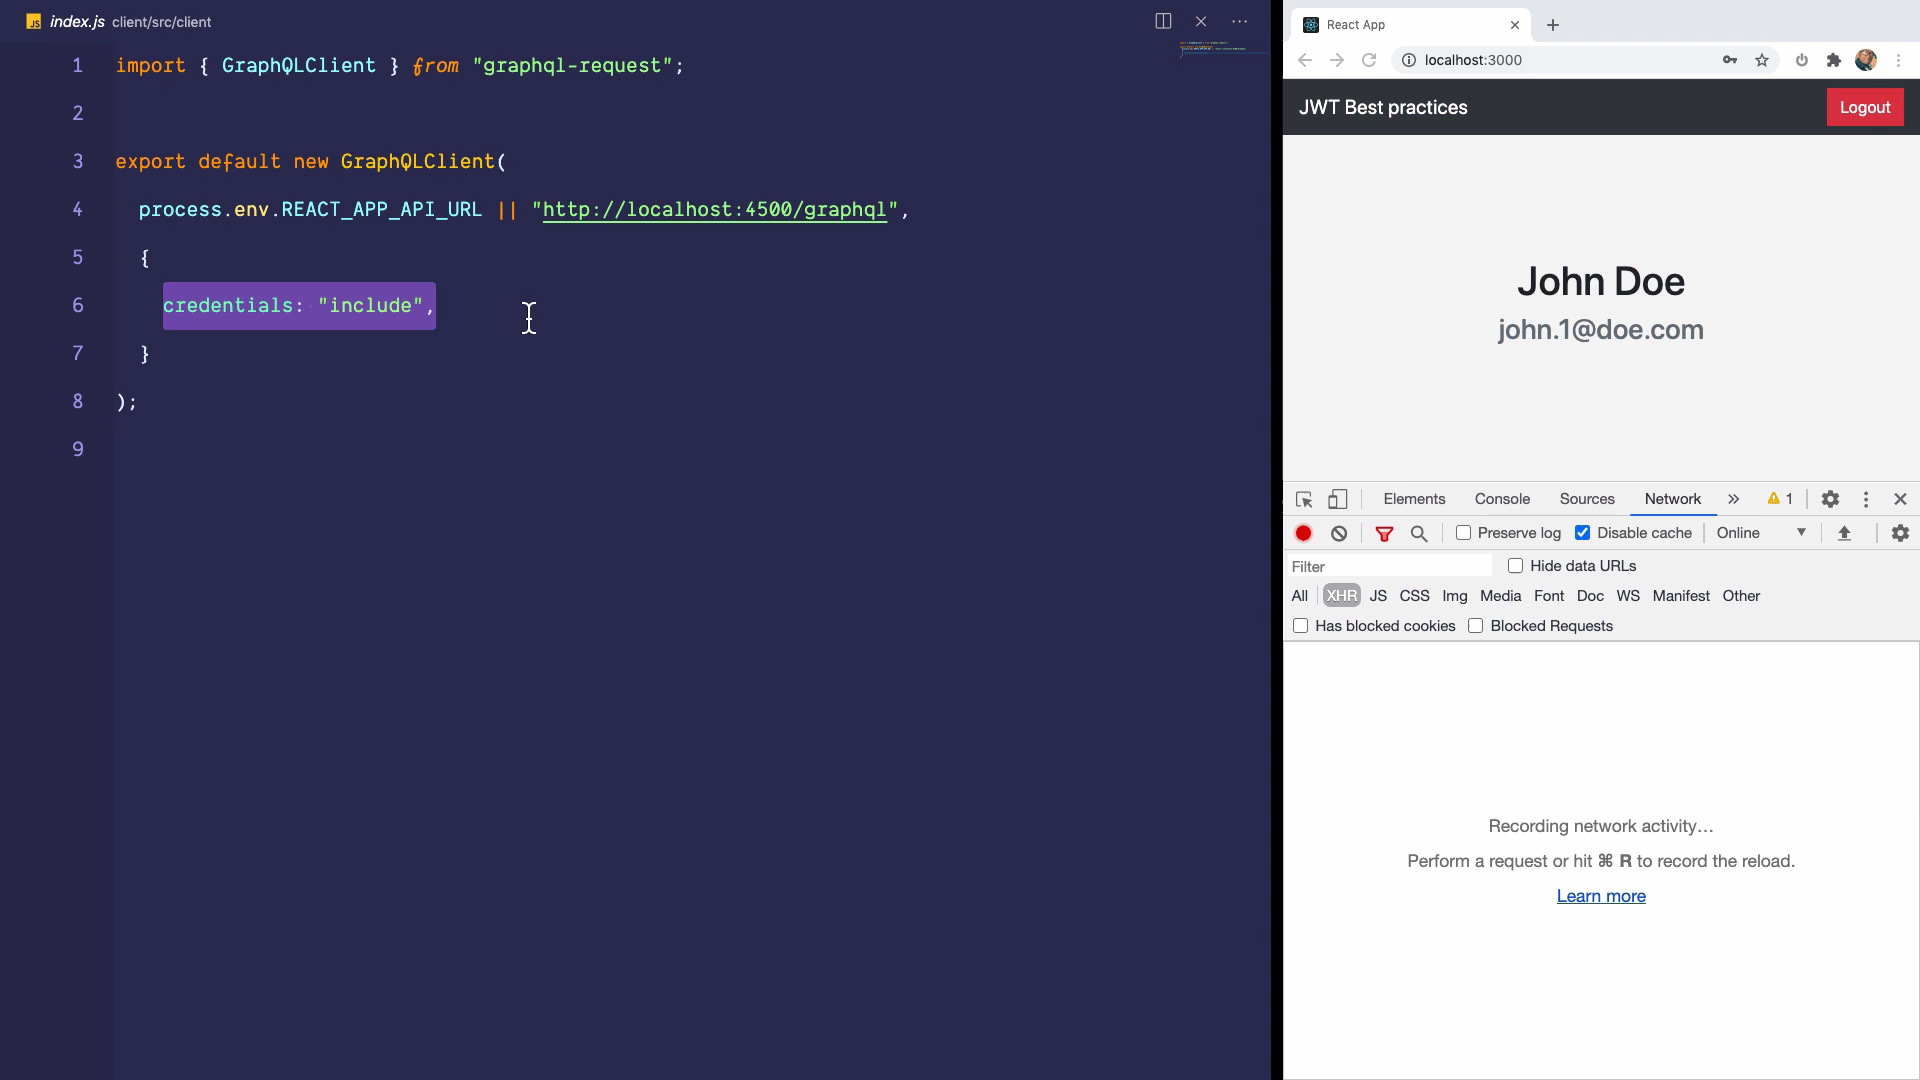 JS index.js client/src/client
1 import { GraphQLClient } from "graphql-request";
2
3 export default new GraphQLClient(
4 process.env.REACT_APP_API_URL || "http://localhost:4500/graphql",
5 {
6 credentials: "include",
7 }
8 );
9
React App
localhost:3000
JWT Best practices
Logout
John Doe
john.1@doe.com
Elements Console Sources Network » 1
Preserve log Disable cache Online
Filter Hide data URLs
All XHR JS CSS Img Media Font Doc WS Manifest Other
Has blocked cookies Blocked Requests
Recording network activity…
Perform a request or hit ⌘ R to record the reload.
Learn more